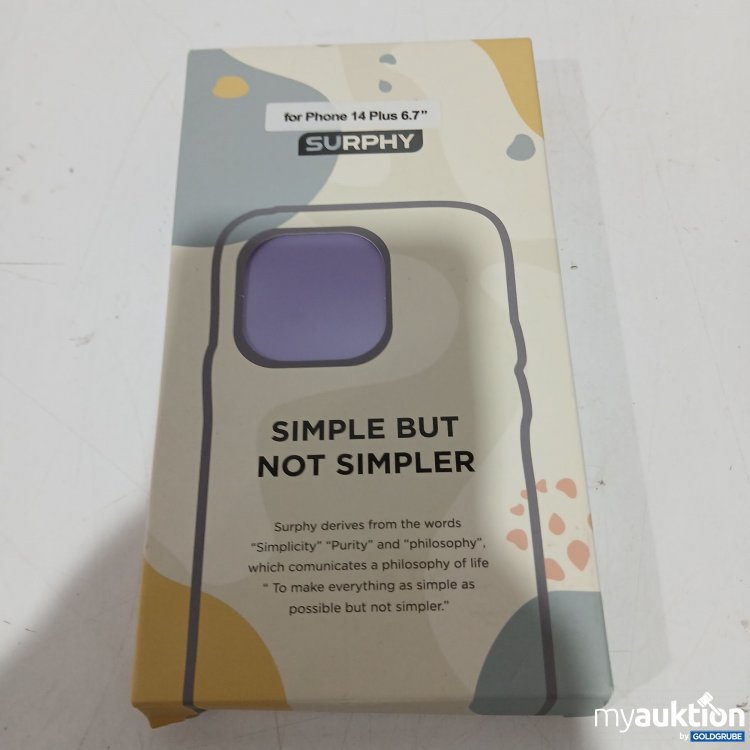 for Phone 14 Plus 6.7”
SURPHY
SIMPLE BUT
NOT SIMPLER
Surphy derives from the words
“Simplicity” “Purity” and “philosophy”,
which comunicates a philosophy of life
“ To make everything as simple as
possible but not simpler.”
myauktion
by GOLDGRUBE